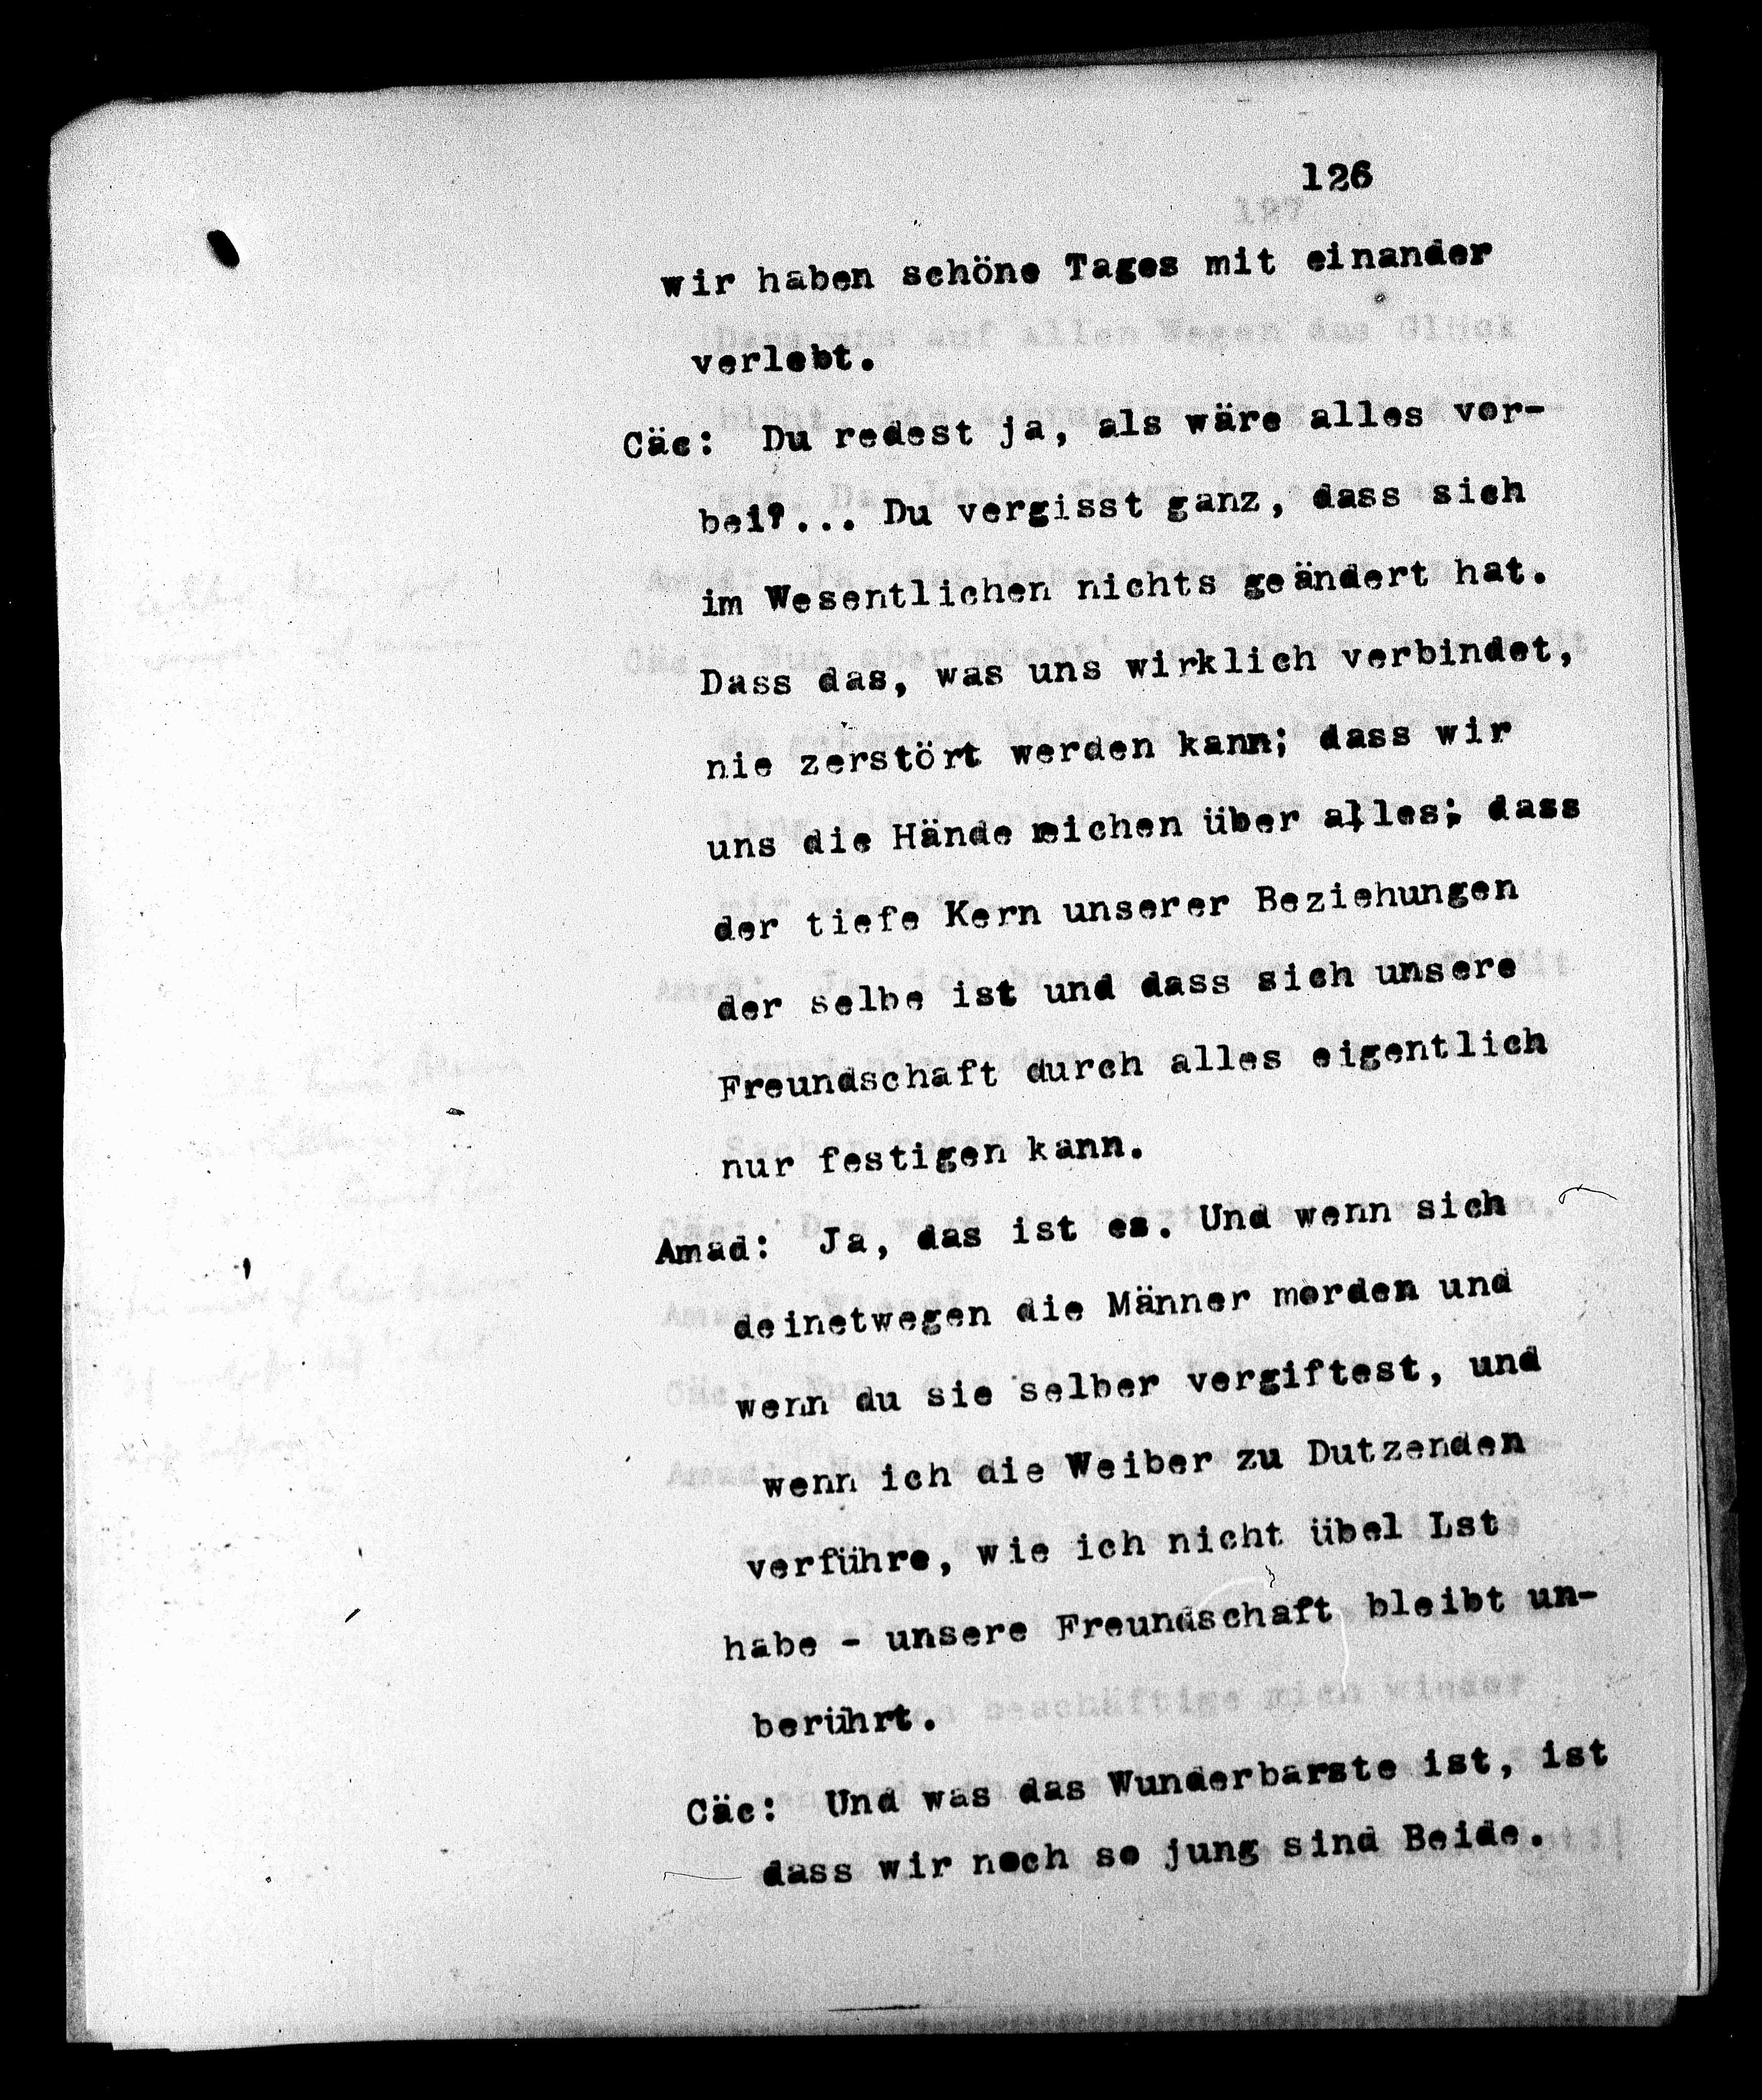 126
wir haben schöne Tages mit einander
verlebt.
Cäc: Du redest ja, als wäre alles vor-
bei?... Du vergisst ganz, dass sich
im Wesentlichen nichts geändert hat.
Dass das, was uns wirklich verbindet,
nie zerstört werden kann; dass wir
uns die Hände reichen über alles; dass
der tiefe Kern unserer Beziehungen
der selbe ist und dass sich unsere
Freundschaft durch alles eigentlich
nur festigen kann.
Amad: Ja, das ist es. Und wenn sich
deinetwegen die Männer morden und
wenn du sie selber vergiftest, und
wenn ich die Weiber zu Dutzenden
verführe, wie ich nicht übel Lst
habe - unsere Freundschaft bleibt un-
berührt.
Cäc: Und was das Wunderbarste ist, ist
dass wir noch so jung sind Beide.